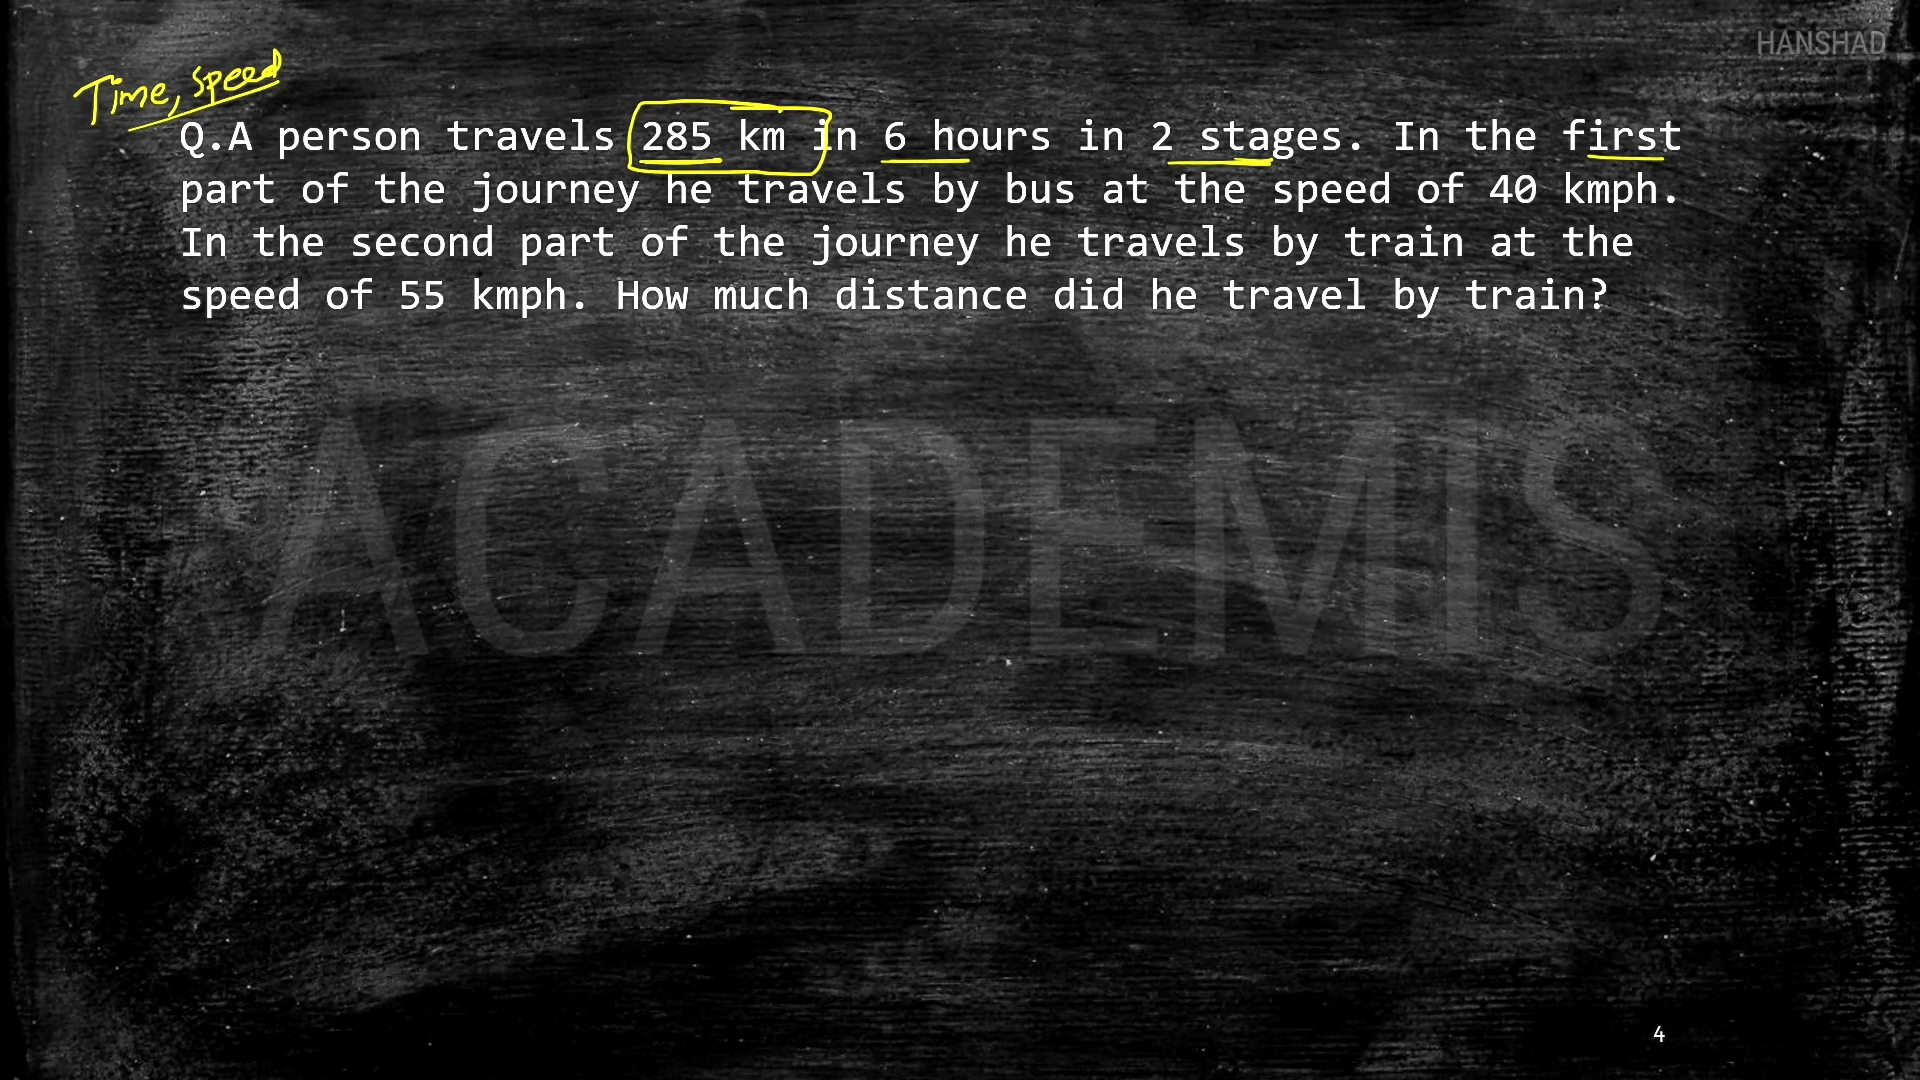 HANSHAD
Time, speed
Q.A person travels 285 km in 6 hours in 2 stages. In the first
part of the journey he travels by bus at the speed of 40 kmph.
In the second part of the journey he travels by train at the
speed of 55 kmph. How much distance did he travel by train?
ACADEMIS
4